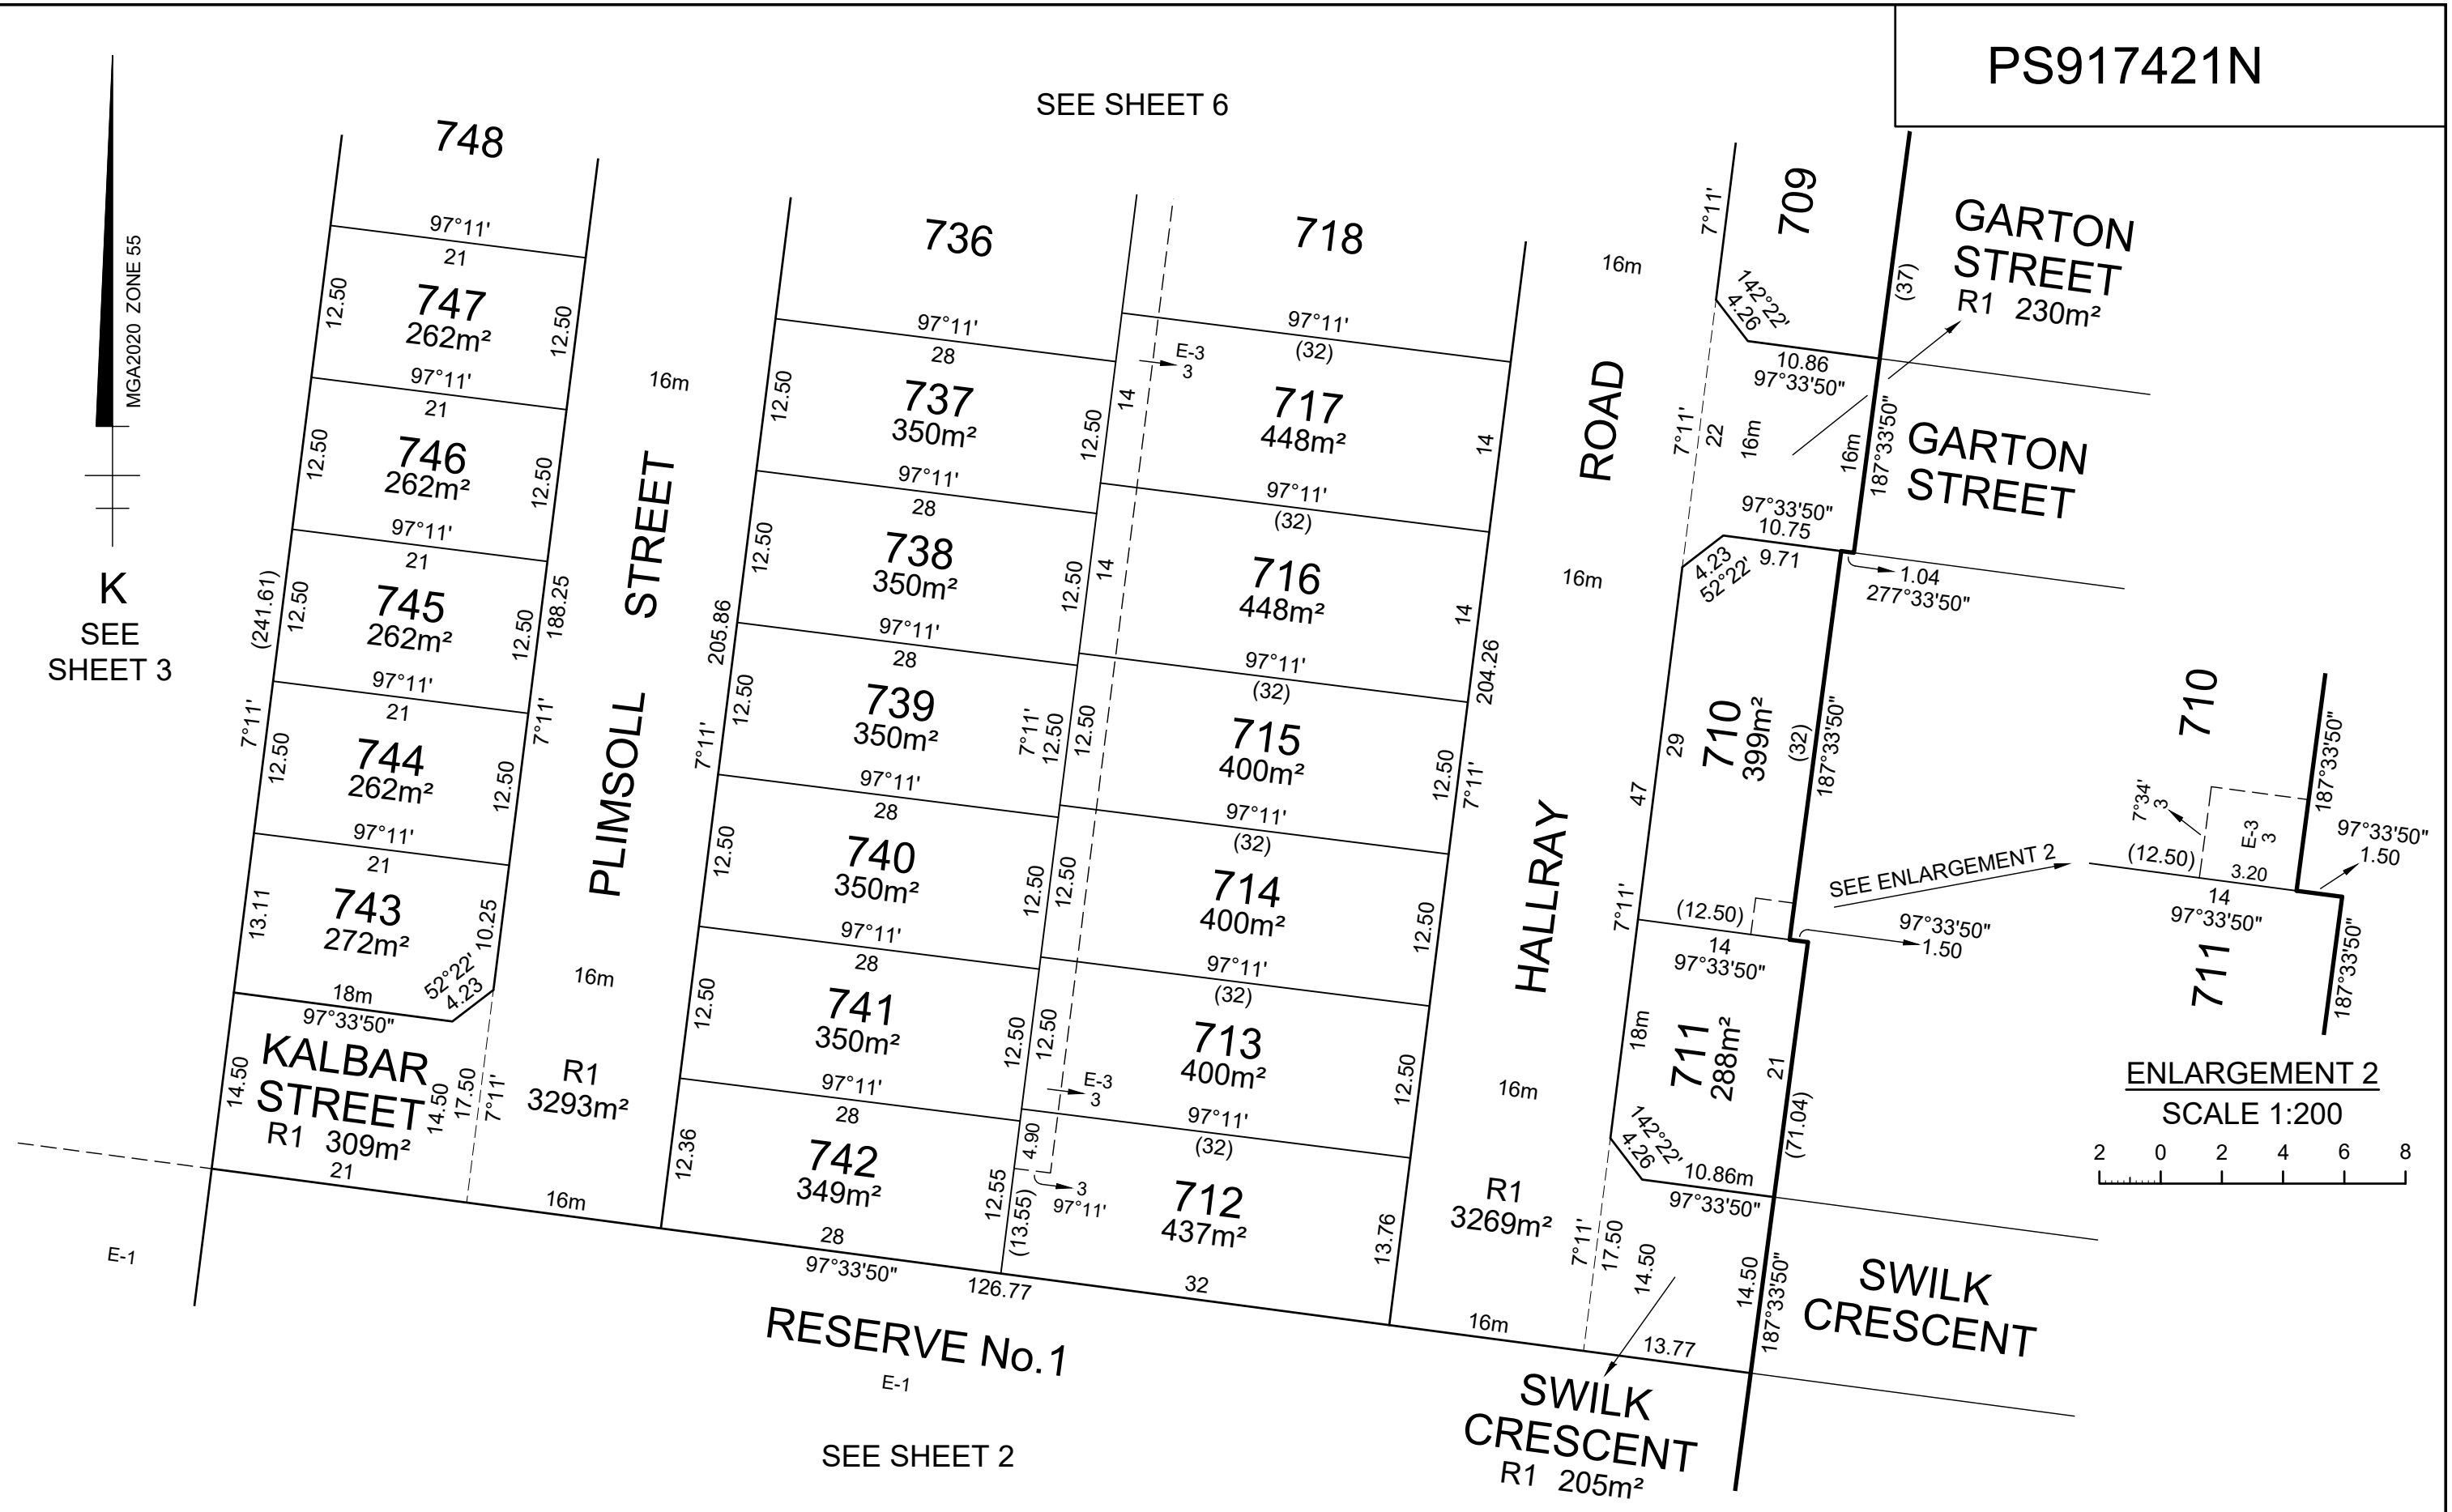 PS917421N
SEE SHEET 6
MGA2020 ZONE 55
K
SEE
SHEET 3
748
97°11'
21
12.50
747
262m²
12.50
97°11'
21
12.50
746
262m²
12.50
97°11'
21
(241.61)
12.50
745
262m²
12.50
188.25
97°11'
21
7°11'
12.50
744
262m²
12.50
7°11'
97°11'
21
13.11
743
272m²
10.25
52°22'
4.23
18m
97°33'50"
14.50
KALBAR
STREET
R1 309m²
14.50
17.50
7°11'
21
E-1
16m
PLIMSOLL STREET
16m
R1
3293m²
16m
736
97°11'
28
12.50
737
350m²
12.50
97°11'
28
12.50
738
350m²
12.50
97°11'
28
205.86
12.50
739
350m²
7°11'
12.50
7°11'
97°11'
28
12.50
740
350m²
12.50
97°11'
28
12.50
741
350m²
12.50
97°11'
28
12.36
742
349m²
12.55
28
97°33'50"
126.77
718
97°11'
(32)
E-3
3
14
717
448m²
14
97°11'
(32)
14
716
448m²
14
97°11'
(32)
204.26
12.50
715
400m²
12.50
7°11'
97°11'
(32)
12.50
714
400m²
12.50
97°11'
(32)
12.50
713
400m²
12.50
E-3
3
97°11'
(32)
4.90
3
97°11'
(13.55)
712
437m²
13.76
32
RESERVE No.1
E-1
SEE SHEET 2
16m
HALLRAY ROAD
16m
16m
R1
3269m²
16m
709
7°11'
142°22'
4.26
(37)
10.86
97°33'50"
GARTON
STREET
R1 230m²
7°11'
22
16m
16m
187°33'50"
GARTON
STREET
97°33'50"
10.75
9.71
4.23
52°22'
1.04
277°33'50"
47
29
710
399m²
(32)
187°33'50"
7°11'
(12.50)
14
97°33'50"
SEE ENLARGEMENT 2
97°33'50"
1.50
18m
711
288m²
21
(71.04)
142°22'
4.26
10.86m
97°33'50"
7°11'
17.50
14.50
14.50
187°33'50"
13.77
SWILK
CRESCENT
SWILK
CRESCENT
R1 205m²
710
187°33'50"
7°34'
3
E-3
3
97°33'50"
1.50
(12.50)
3.20
14
97°33'50"
711
187°33'50"
ENLARGEMENT 2
SCALE 1:200
2 0 2 4 6 8